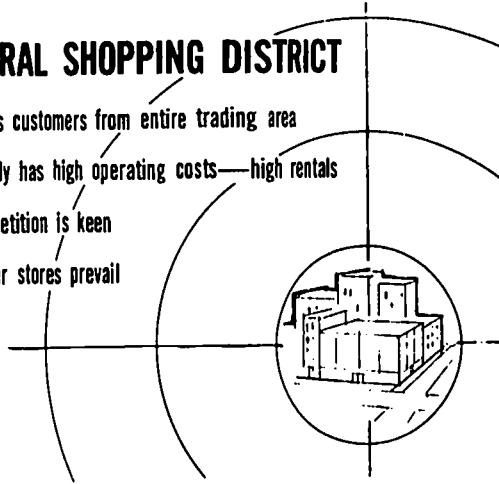 RAL SHOPPING DISTRICT
s customers from entire trading area
ly has high operating costs—high rentals
etition is keen
r stores prevail